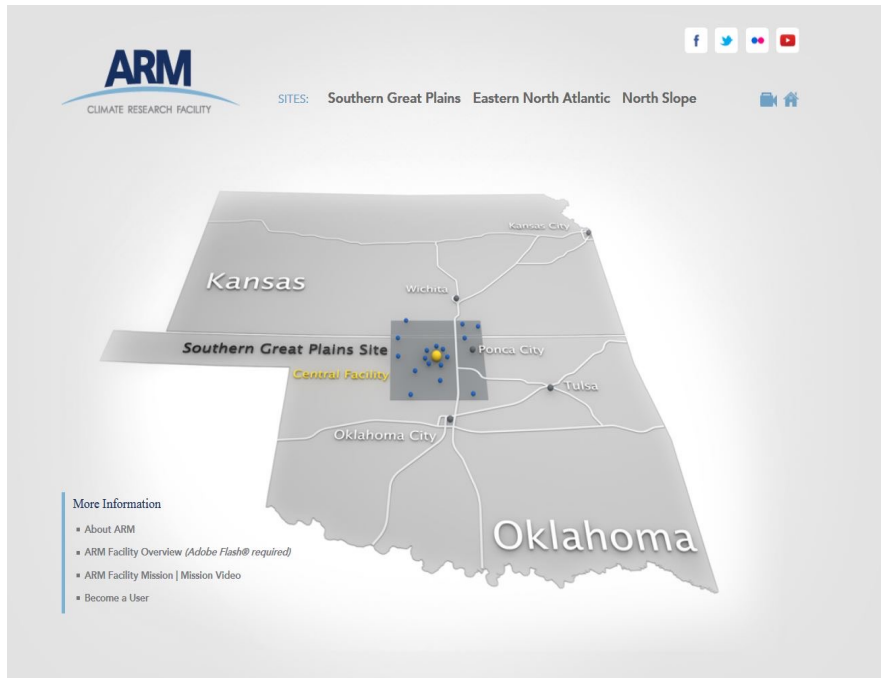 ARM
CLIMATE RESEARCH FACILITY
SITES: Southern Great Plains Eastern North Atlantic North Slope
Kansas City
Kansas
Wichita
Southern Great Plains Site
Ponca City
Central Facility
Tulsa
Oklahoma City
Oklahoma
More Information
About ARM
ARM Facility Overview (Adobe Flash® required)
ARM Facility Mission | Mission Video
Become a User